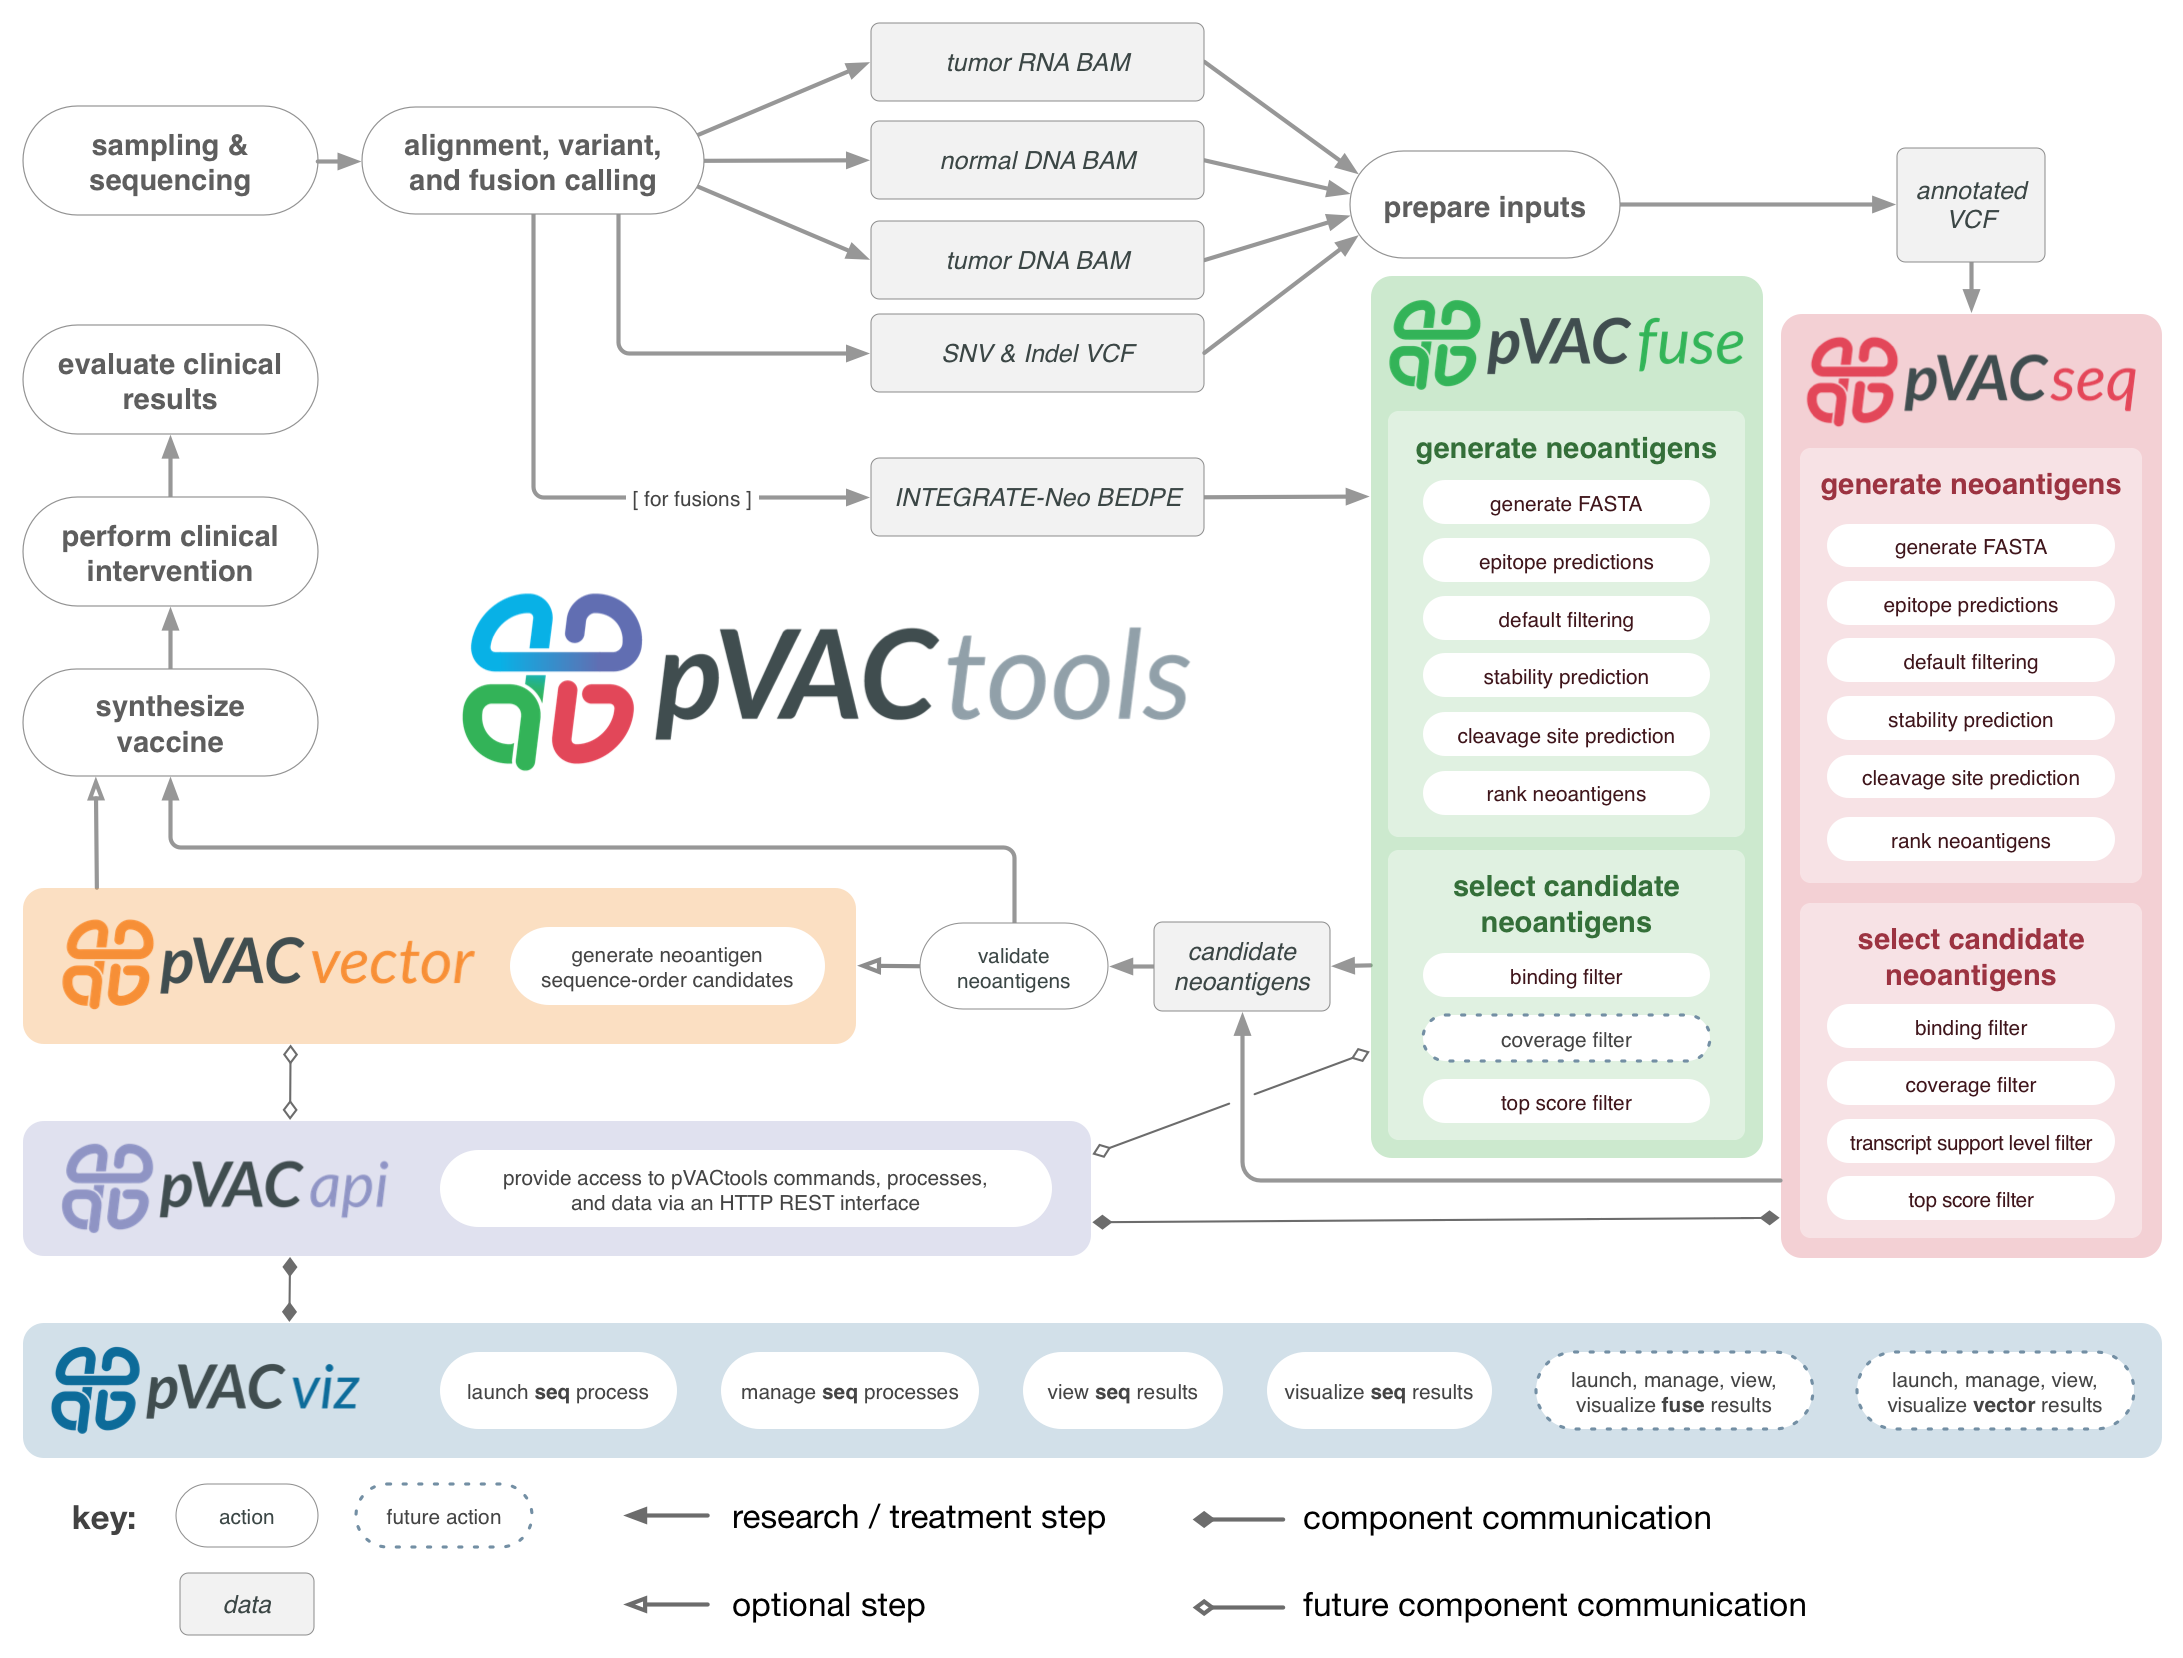 tumor RNA BAM
sampling &
sequencing
alignment, variant,
and fusion calling
normal DNA BAM
tumor DNA BAM
SNV & Indel VCF
prepare inputs
annotated
VCF
[ for fusions ]
INTEGRATE-Neo BEDPE
evaluate clinical
results
perform clinical
intervention
synthesize
vaccine
pVACtools
pVACfuse
generate neoantigens
generate FASTA
epitope predictions
default filtering
stability prediction
cleavage site prediction
rank neoantigens
select candidate
neoantigens
binding filter
coverage filter
top score filter
pVACseq
generate neoantigens
generate FASTA
epitope predictions
default filtering
stability prediction
cleavage site prediction
rank neoantigens
select candidate
neoantigens
binding filter
coverage filter
transcript support level filter
top score filter
pVACvector
generate neoantigen
sequence-order candidates
validate
neoantigens
candidate
neoantigens
pVACapi
provide access to pVACtools commands, processes,
and data via an HTTP REST interface
pVACviz
launch seq process
manage seq processes
view seq results
visualize seq results
launch, manage, view,
visualize fuse results
launch, manage, view,
visualize vector results
key:
action
future action
research / treatment step
component communication
data
optional step
future component communication